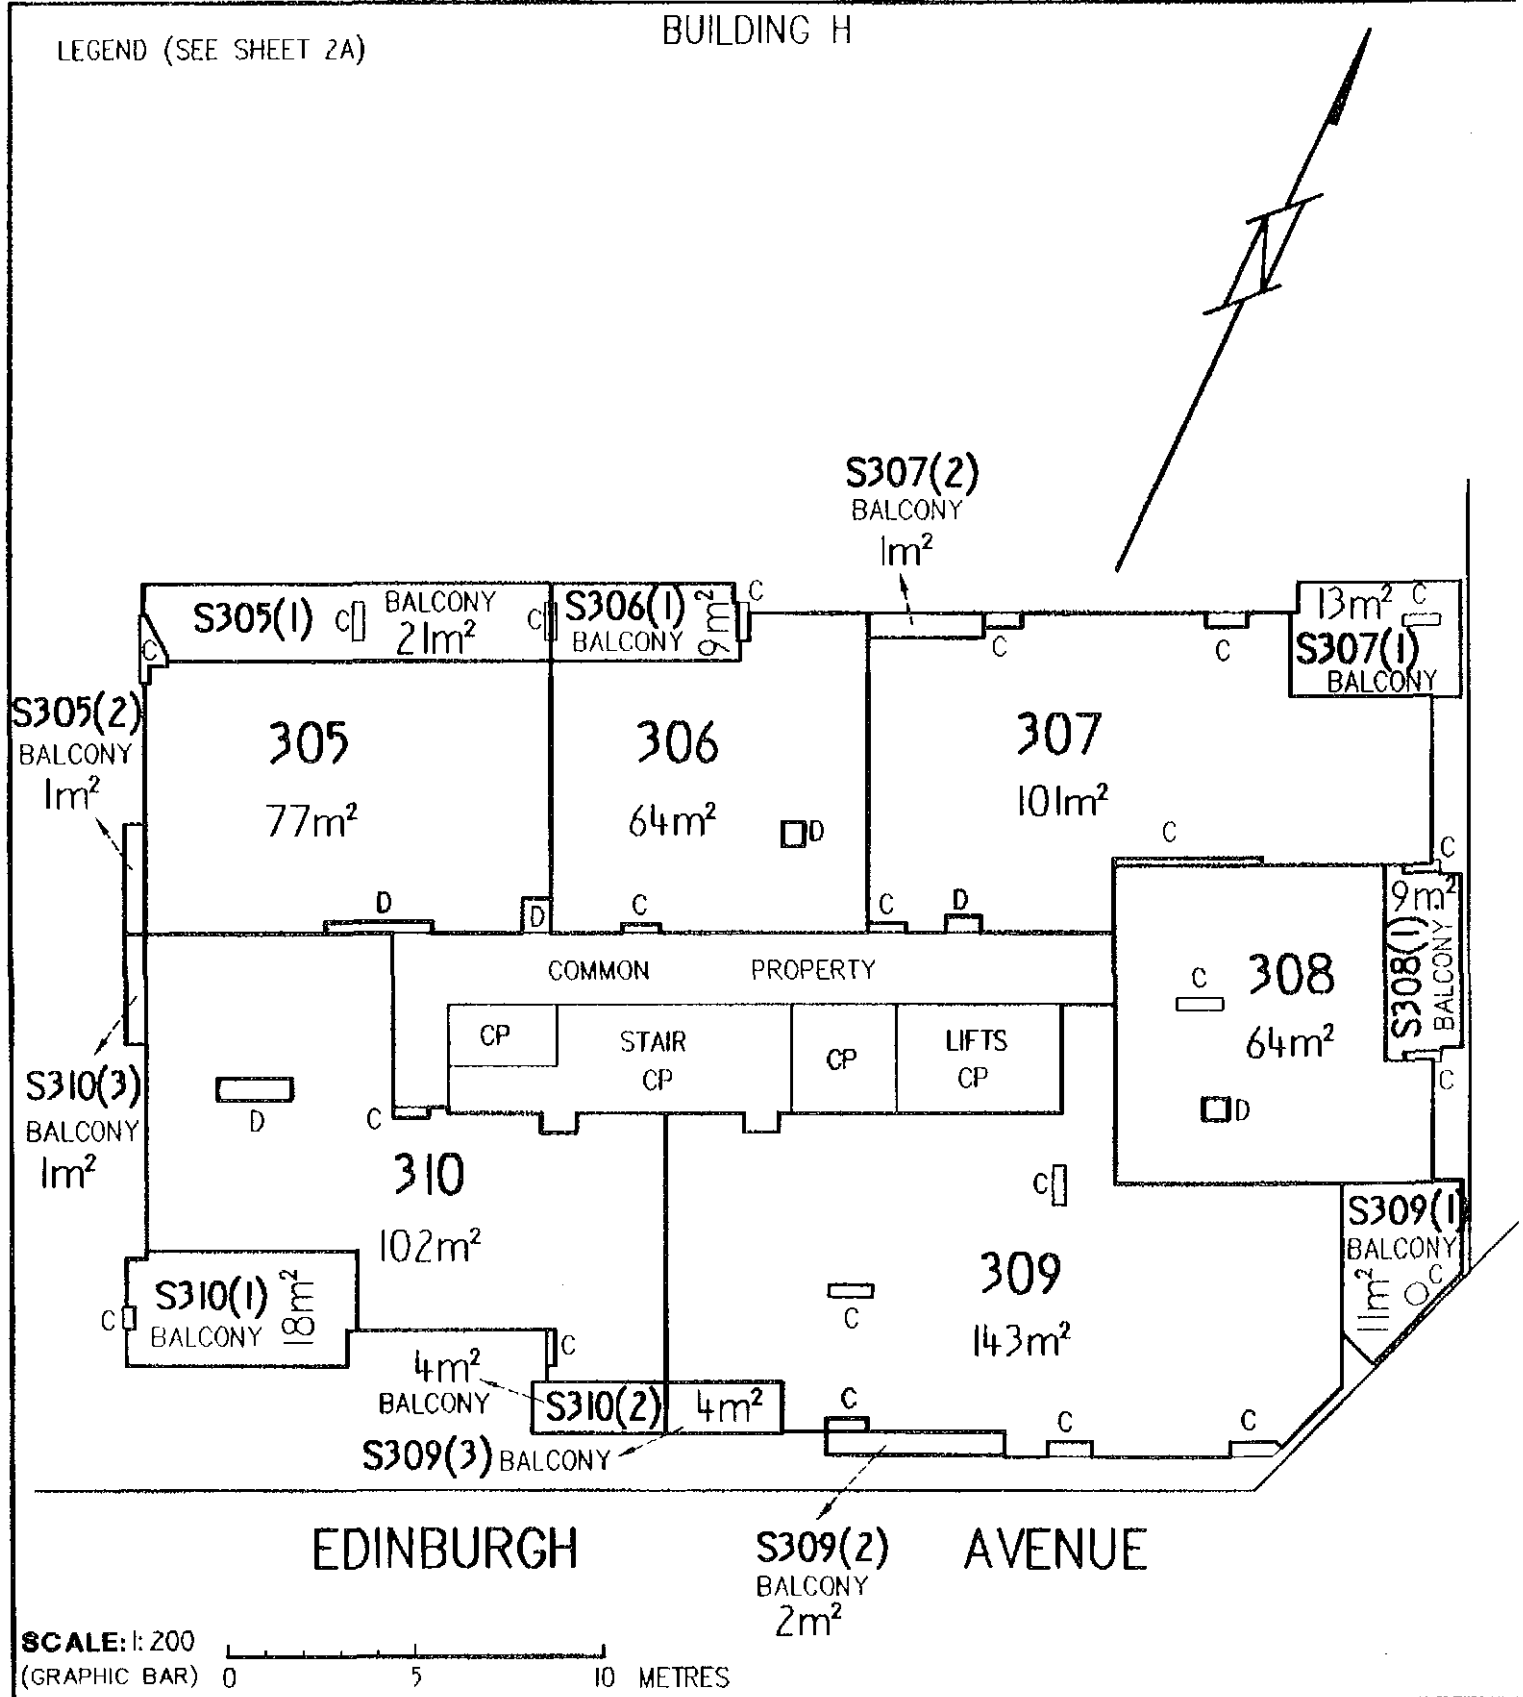 BUILDING H
LEGEND (SEE SHEET 2A)
S307(2)
BALCONY
1m²
S305(1)
C
BALCONY
21m²
C
S306(1)
BALCONY
9m²
C
13m²
C
S307(1)
BALCONY
C
C
C
S305(2)
BALCONY
1m²
305
77m²
306
64m²
D
307
101m²
C
C
9m²
S308(1)
BALCONY
C
D
D
C
C
D
COMMON PROPERTY
308
64m²
C
D
CP
STAIR
CP
CP
LIFTS
CP
S310(3)
BALCONY
1m²
D
C
310
102m²
C
309
143m²
C
S309(1)
BALCONY
11m²
C
S310(1)
BALCONY
18m²
C
C
4m²
BALCONY
S310(2)
4m²
S309(3) BALCONY
C
C
C
EDINBURGH AVENUE
S309(2)
BALCONY
2m²
SCALE: 1: 200
(GRAPHIC BAR) 0 5 10 METRES